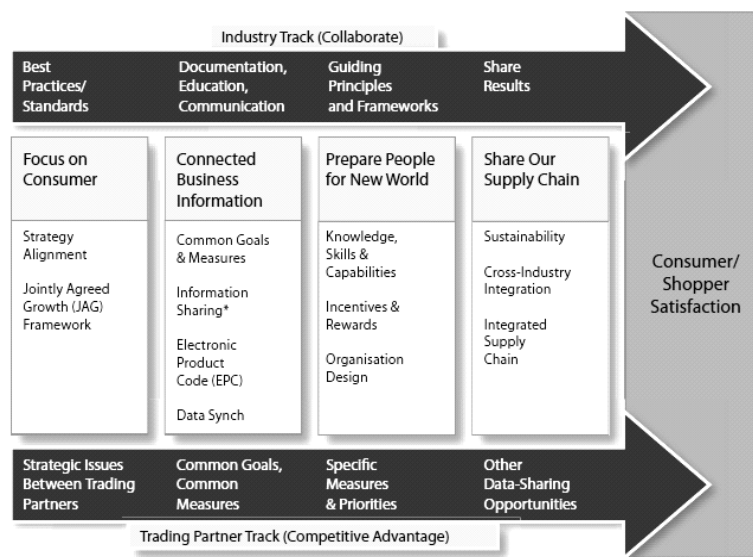 Industry Track (Collaborate)
Best
Practices/
Standards
Documentation,
Education,
Communication
Guiding
Principles
and Frameworks
Share
Results
Focus on
Consumer
Strategy
Alignment
Jointly Agreed
Growth (JAG)
Framework
Connected
Business
Information
Common Goals
& Measures
Information
Sharing*
Electronic
Product
Code (EPC)
Data Synch
Prepare People
for New World
Knowledge,
Skills &
Capabilities
Incentives &
Rewards
Organisation
Design
Share Our
Supply Chain
Sustainability
Cross-Industry
Integration
Integrated
Supply
Chain
Consumer/
Shopper
Satisfaction
Strategic Issues
Between Trading
Partners
Common Goals,
Common
Measures
Specific
Measures
& Priorities
Other
Data-Sharing
Opportunities
Trading Partner Track (Competitive Advantage)